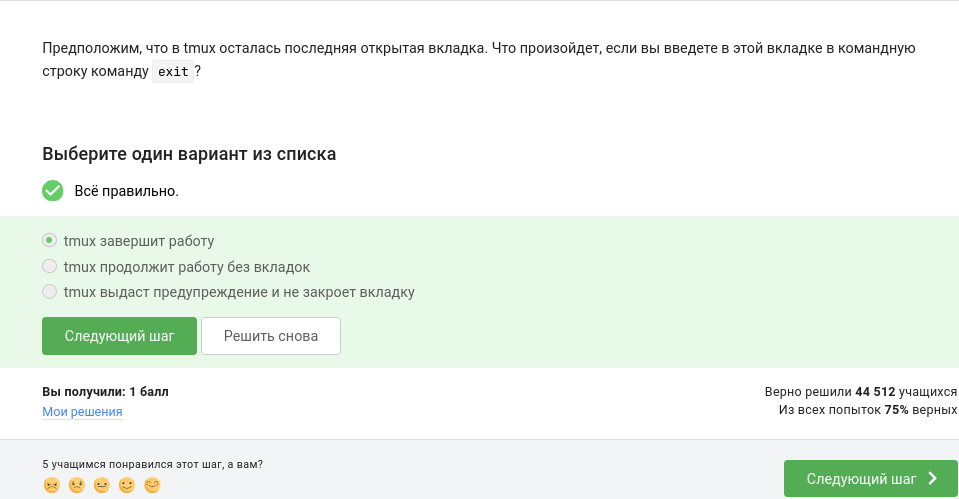 Предположим, что в tmux осталась последняя открытая вкладка. Что произойдет, если вы введете в этой вкладке в командную
строку команду exit ?
Выберите один вариант из списка
Всё правильно.
tmux завершит работу
tmux продолжит работу без вкладок
tmux выдаст предупреждение и не закроет вкладку
Следующий шаг
Решить снова
Вы получили: 1 балл
Мои решения
Верно решили 44 512 учащихся
Из всех попыток 75% верных
5 учащимся понравился этот шаг, а вам?
Следующий шаг